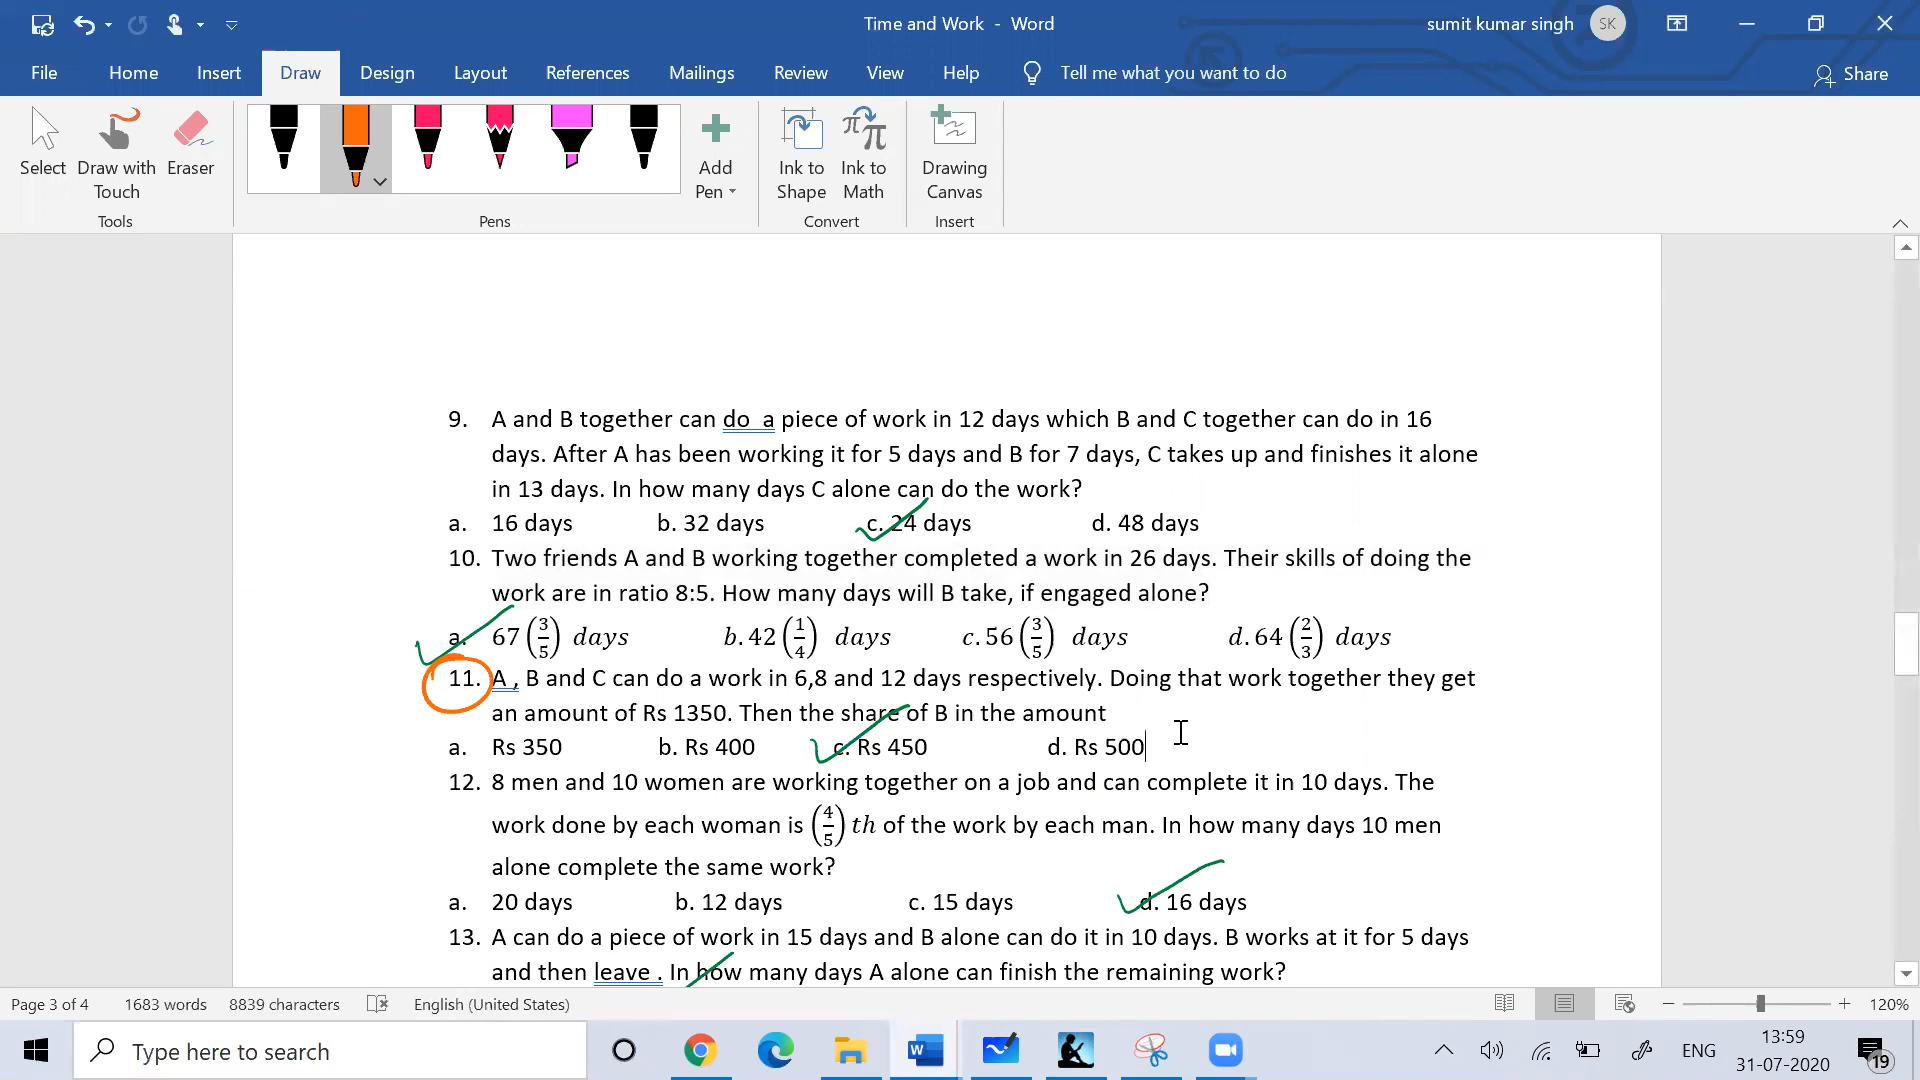 Time and Work - Word
sumit kumar singh
SK
File Home Insert Draw Design Layout References Mailings Review View Help Tell me what you want to do Share
Select Draw with Touch Eraser
Add Pen
Ink to Shape Ink to Math
Drawing Canvas
Tools Pens Convert Insert
9. A and B together can do a piece of work in 12 days which B and C together can do in 16
days. After A has been working it for 5 days and B for 7 days, C takes up and finishes it alone
in 13 days. In how many days C alone can do the work?
a. 16 days b. 32 days c. 24 days d. 48 days
10. Two friends A and B working together completed a work in 26 days. Their skills of doing the
work are in ratio 8:5. How many days will B take, if engaged alone?
a. 67 (3/5) days b. 42 (1/4) days c. 56 (3/5) days d. 64 (2/3) days
11. A , B and C can do a work in 6,8 and 12 days respectively. Doing that work together they get
an amount of Rs 1350. Then the share of B in the amount
a. Rs 350 b. Rs 400 c. Rs 450 d. Rs 500
12. 8 men and 10 women are working together on a job and can complete it in 10 days. The
work done by each woman is (4/5) th of the work by each man. In how many days 10 men
alone complete the same work?
a. 20 days b. 12 days c. 15 days d. 16 days
13. A can do a piece of work in 15 days and B alone can do it in 10 days. B works at it for 5 days
and then leave . In how many days A alone can finish the remaining work?
Page 3 of 4 1683 words 8839 characters English (United States) 120%
Type here to search
ENG
13:59
31-07-2020
19